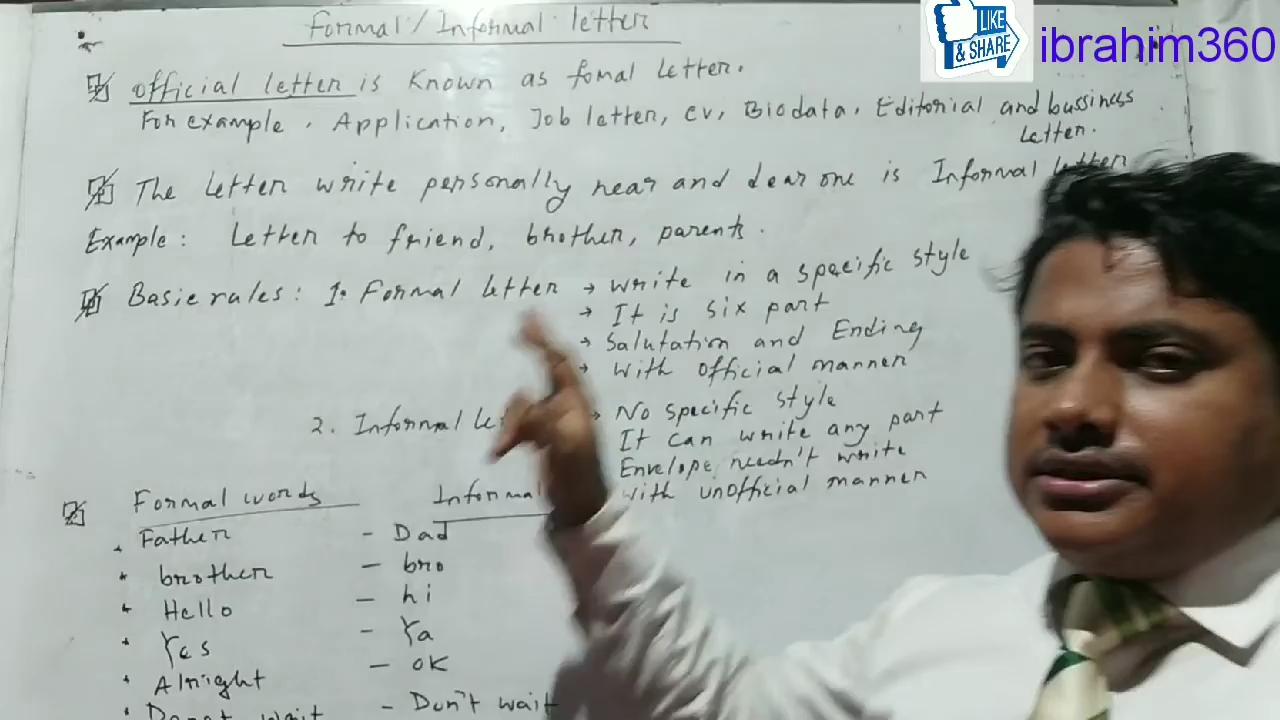 Formal / Informal letter
LIKE & SHARE
ibrahim360
Official letter is Known as fomal letter.
For example, Application, Job letter, cv, Biodata, Editorial and bussiness
letter.
The letter write personally near and dear one is Informal letter
Example: Letter to friend, brother, parents.
Basic rules: 1. Formal letter → write in a specific style
→ It is six part
→ Salutation and Ending
→ with official manner
2. Informal → No specific style
It can write any part
Envelope needn't write
with unofficial manner
Formal words Informal
Father - Dad
brother - bro
Hello - hi
Yes - Ya
Alright - OK
Donot wait - Don't wait